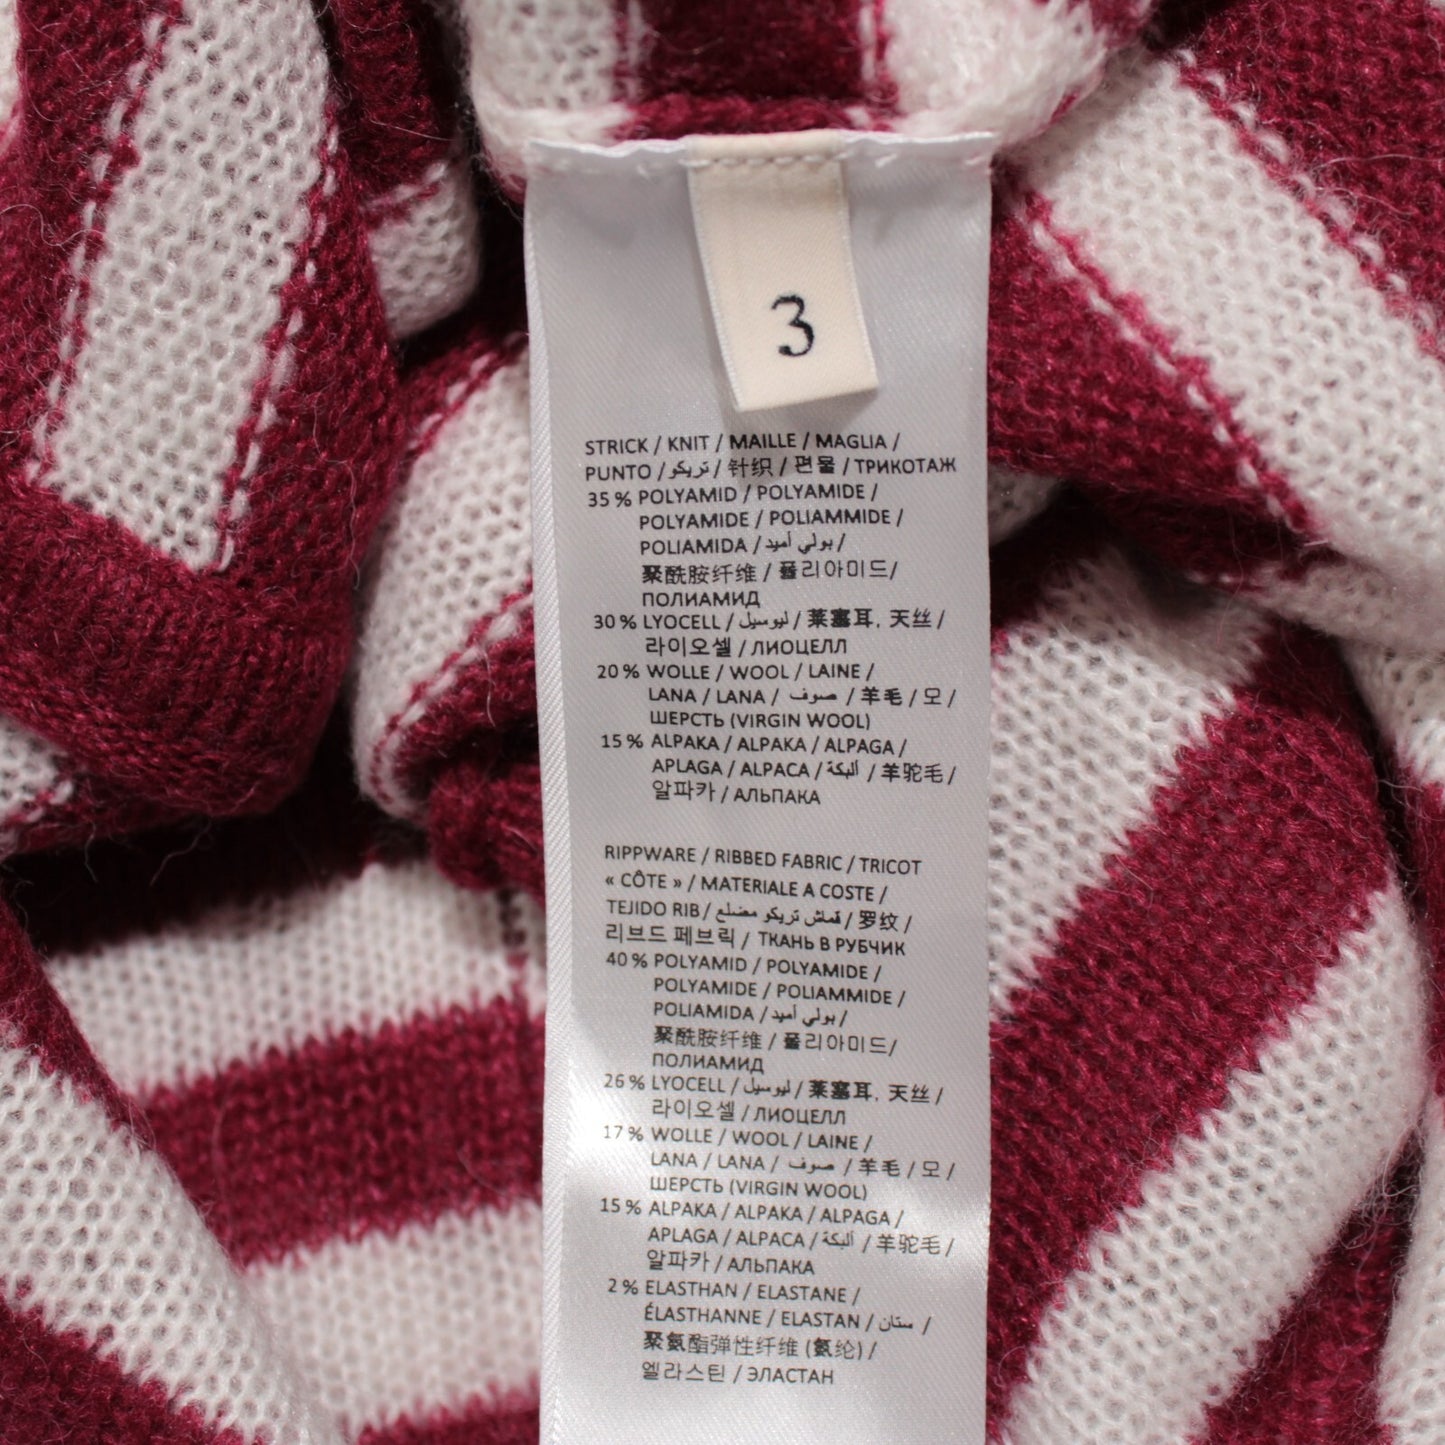 3
STRICK / KNIT / MAILLE / MAGLIA /
PUNTO / تريكو / 针织 / 편물 / ТРИКОТАЖ
35 % POLYAMID / POLYAMIDE /
POLYAMIDE / POLIAMMIDE /
POLIAMIDA / بولي أميد /
聚酰胺纤维 / 폴리아미드/
ПОЛИАМИД
30 % LYOCELL / ليوسيل / 莱塞耳, 天丝 /
라이오셀 / ЛИОЦЕЛЛ
20 % WOLLE / WOOL / LAINE /
LANA / LANA / صوف / 羊毛 / 모 /
ШЕРСТЬ (VIRGIN WOOL)
15 % ALPAKA / ALPAKA / ALPAGA /
APLAGA / ALPACA / ألبكة / 羊驼毛 /
알파카 / АЛЬПАКА
RIPPWARE / RIBBED FABRIC / TRICOT
« CÔTE » / MATERIALE A COSTE /
TEJIDO RIB / قماش تريكو مضلع / 罗纹 /
리브드 페브릭 / ТКАНЬ В РУБЧИК
40 % POLYAMID / POLYAMIDE /
POLYAMIDE / POLIAMMIDE /
POLIAMIDA / بولي أميد /
聚酰胺纤维 / 폴리아미드/
ПОЛИАМИД
26 % LYOCELL / ليوسيل / 莱塞耳, 天丝 /
라이오셀 / ЛИОЦЕЛЛ
17 % WOLLE / WOOL / LAINE /
LANA / LANA / صوف / 羊毛 / 모 /
ШЕРСТЬ (VIRGIN WOOL)
15 % ALPAKA / ALPAKA / ALPAGA /
APLAGA / ALPACA / ألبكة / 羊驼毛 /
알파카 / АЛЬПАКА
2 % ELASTHAN / ELASTANE /
ÉLASTHANNE / ELASTAN / ستان /
聚氨酯弹性纤维 (氨纶) /
엘라스틴 / ЭЛАСТАН